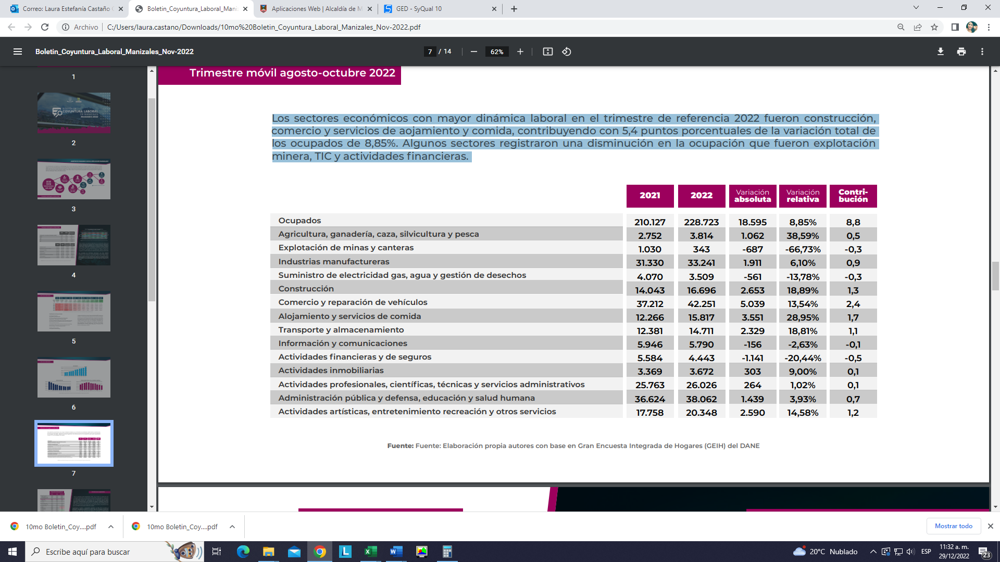 Correo: Laura Estefanía Castaño
Boletin_Coyuntura_Laboral_Mani
Aplicaciones Web | Alcaldía de M
GED - SyQual 10
Archivo
C:/Users/laura.castano/Downloads/10mo%20Boletin_Coyuntura_Laboral_Manizales_Nov-2022.pdf
Boletin_Coyuntura_Laboral_Manizales_Nov-2022
7 / 14
62%
1
2
3
4
5
6
7
COYUNTURA LABORAL
Trimestre móvil agosto-octubre 2022
Los sectores económicos con mayor dinámica laboral en el trimestre de referencia 2022 fueron construcción,
comercio y servicios de aojamiento y comida, contribuyendo con 5,4 puntos porcentuales de la variación total de
los ocupados de 8,85%. Algunos sectores registraron una disminución en la ocupación que fueron explotación
minera, TIC y actividades financieras.
2021 2022 Variación absoluta Variación relativa Contri-bución
Ocupados 210.127 228.723 18.595 8,85% 8,8
Agricultura, ganadería, caza, silvicultura y pesca 2.752 3.814 1.062 38,59% 0,5
Explotación de minas y canteras 1.030 343 -687 -66,73% -0,3
Industrias manufactureras 31.330 33.241 1.911 6,10% 0,9
Suministro de electricidad gas, agua y gestión de desechos 4.070 3.509 -561 -13,78% -0,3
Construcción 14.043 16.696 2.653 18,89% 1,3
Comercio y reparación de vehículos 37.212 42.251 5.039 13,54% 2,4
Alojamiento y servicios de comida 12.266 15.817 3.551 28,95% 1,7
Transporte y almacenamiento 12.381 14.711 2.329 18,81% 1,1
Información y comunicaciones 5.946 5.790 -156 -2,63% -0,1
Actividades financieras y de seguros 5.584 4.443 -1.141 -20,44% -0,5
Actividades inmobiliarias 3.369 3.672 303 9,00% 0,1
Actividades profesionales, científicas, técnicas y servicios administrativos 25.763 26.026 264 1,02% 0,1
Administración pública y defensa, educación y salud humana 36.624 38.062 1.439 3,93% 0,7
Actividades artísticas, entretenimiento recreación y otros servicios 17.758 20.348 2.590 14,58% 1,2
Fuente: Fuente: Elaboración propia autores con base en Gran Encuesta Integrada de Hogares (GEIH) del DANE
10mo Boletin_Coy....pdf
10mo Boletin_Coy....pdf
Mostrar todo
Escribe aquí para buscar
20°C Nublado
ESP
11:32 a. m.
29/12/2022
23